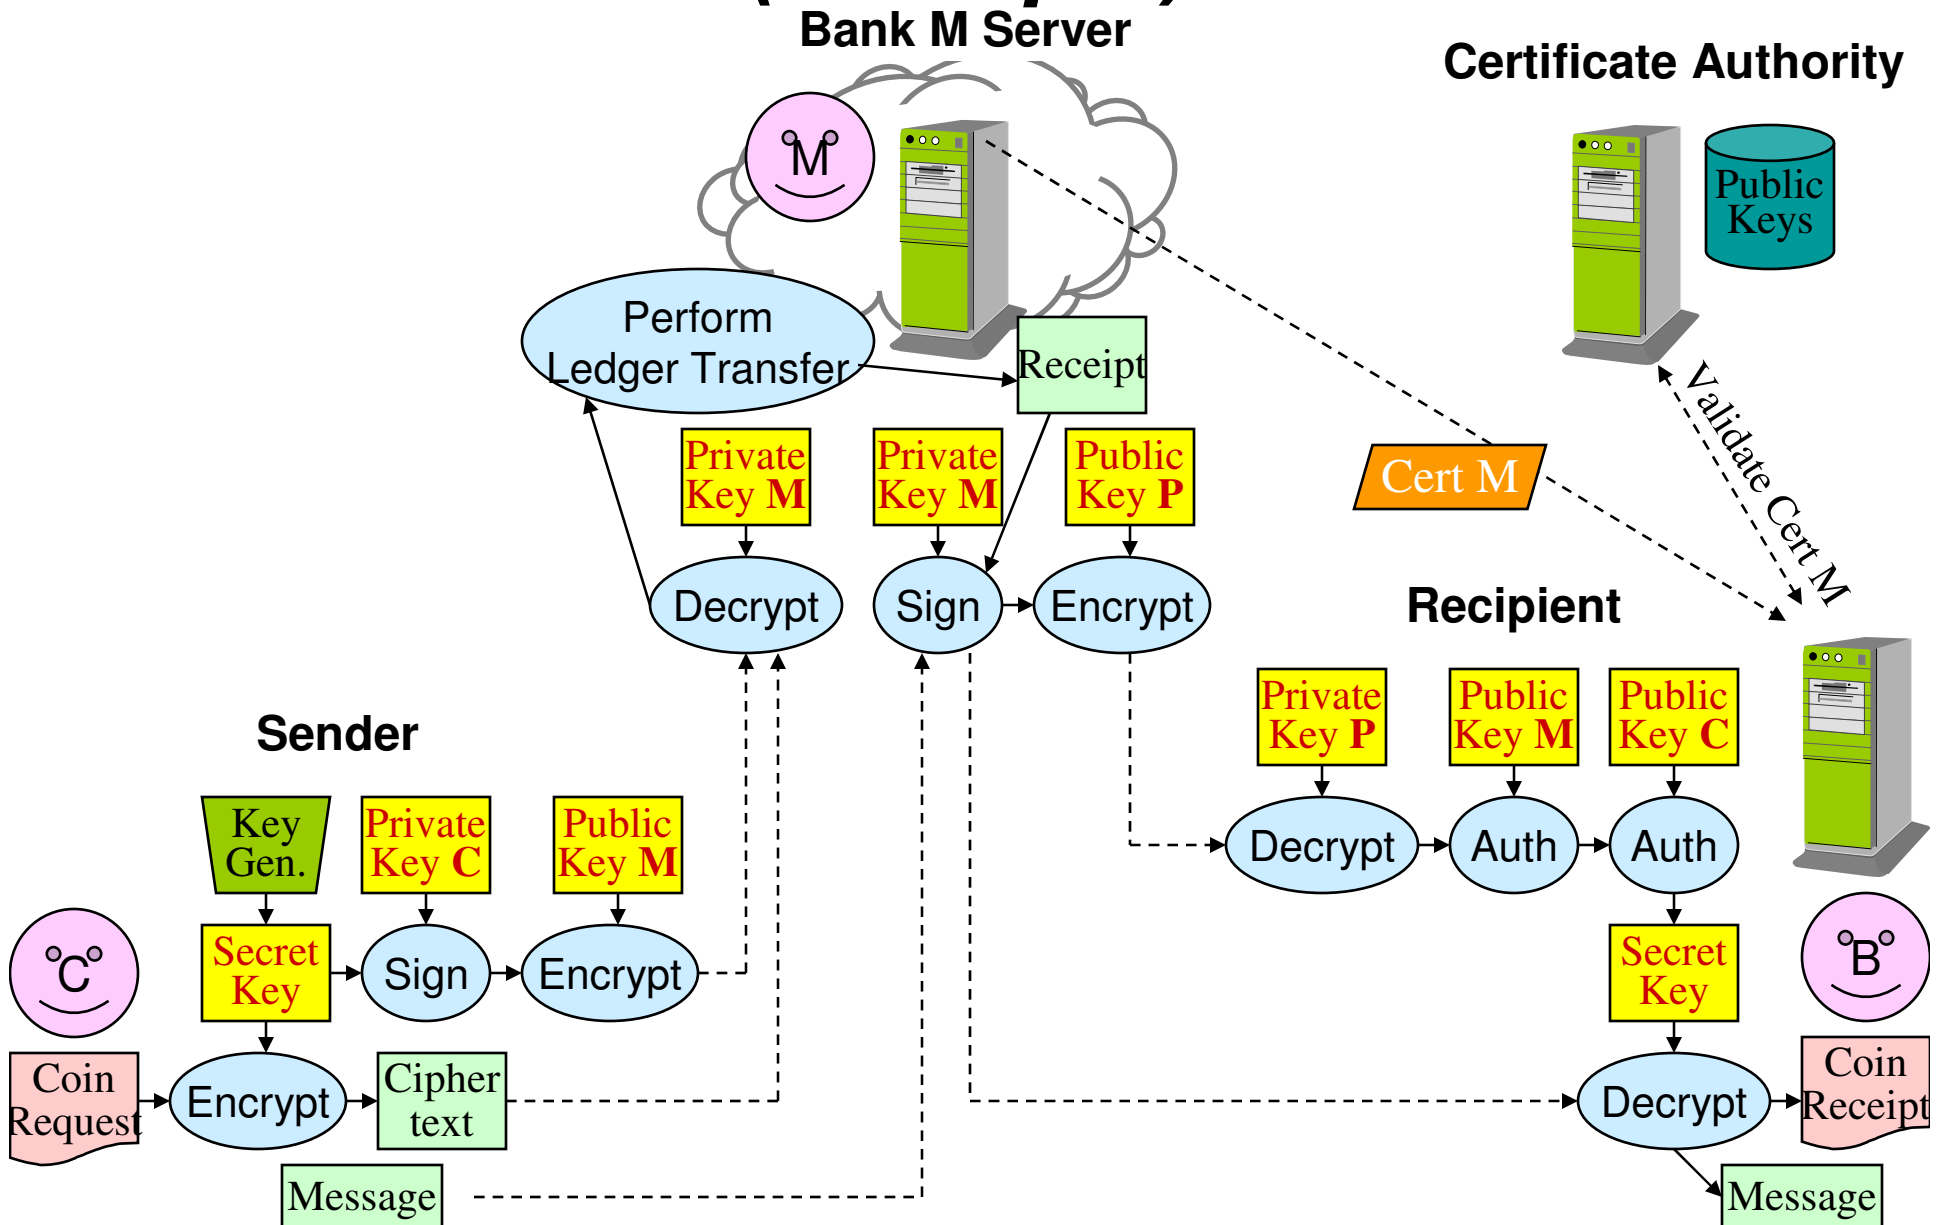 Bank M Server
Certificate Authority
M
Public
Keys
Perform
Ledger Transfer
Receipt
Validate Cert M
Private
Key M
Private
Key M
Public
Key P
Cert M
Decrypt
Sign
Encrypt
Recipient
Private
Key P
Public
Key M
Public
Key C
Sender
Key
Gen.
Private
Key C
Public
Key M
Decrypt
Auth
Auth
C
Secret
Key
Sign
Encrypt
Secret
Key
B
Coin
Request
Encrypt
Cipher
text
Decrypt
Coin
Receipt
Message
Message